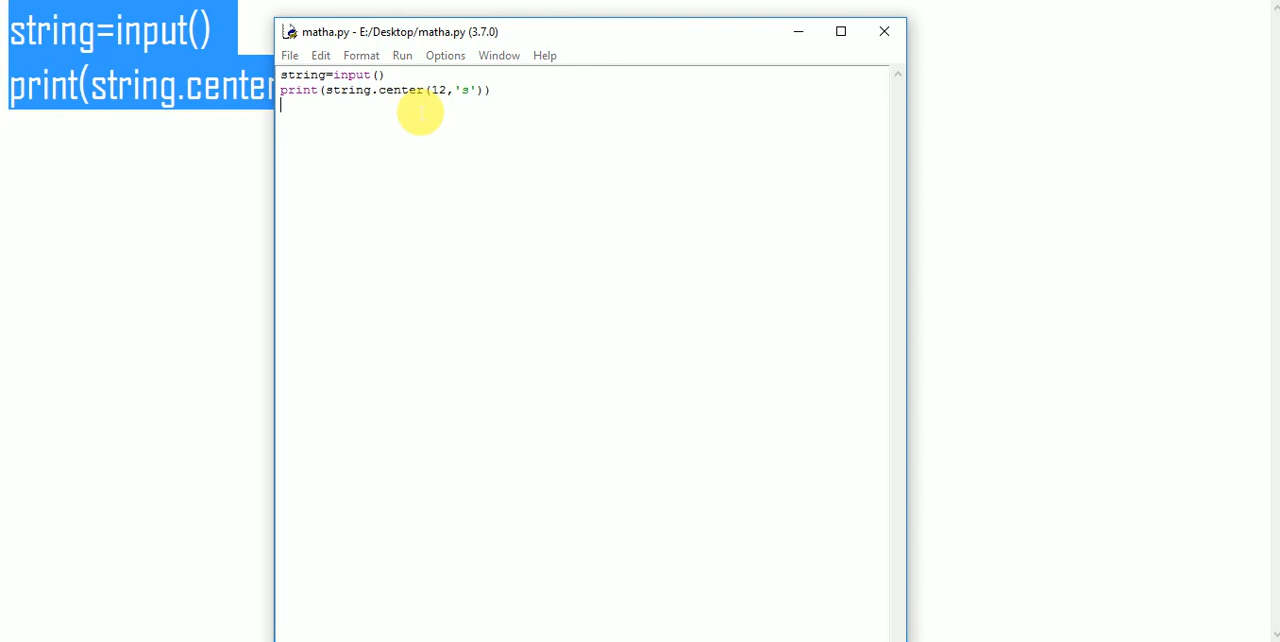 string=input()
print(string.center
matha.py - E:/Desktop/matha.py (3.7.0)
File Edit Format Run Options Window Help
string=input()
print(string.center(12,'s'))